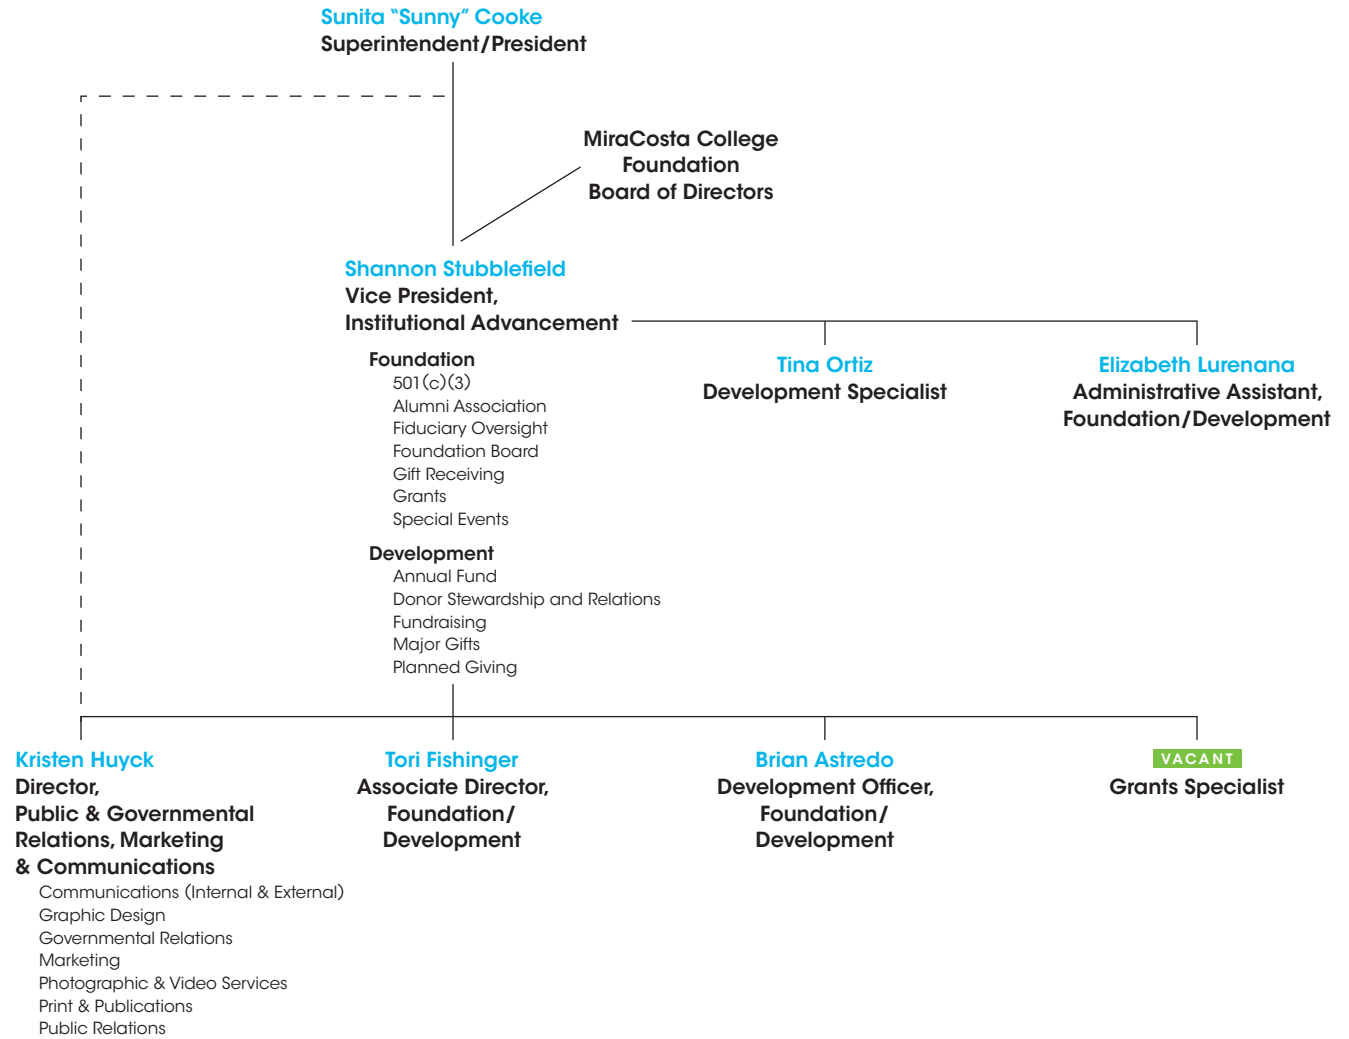 Sunita “Sunny” Cooke
Superintendent/President
MiraCosta College
Foundation
Board of Directors
Shannon Stubblefield
Vice President,
Institutional Advancement
Foundation
501(c)(3)
Alumni Association
Fiduciary Oversight
Foundation Board
Gift Receiving
Grants
Special Events
Development
Annual Fund
Donor Stewardship and Relations
Fundraising
Major Gifts
Planned Giving
Tina Ortiz
Development Specialist
Elizabeth Lurenana
Administrative Assistant,
Foundation/Development
Kristen Huyck
Director,
Public & Governmental
Relations, Marketing
& Communications
Communications (Internal & External)
Graphic Design
Governmental Relations
Marketing
Photographic & Video Services
Print & Publications
Public Relations
Tori Fishinger
Associate Director,
Foundation/
Development
Brian Astredo
Development Officer,
Foundation/
Development
VACANT
Grants Specialist